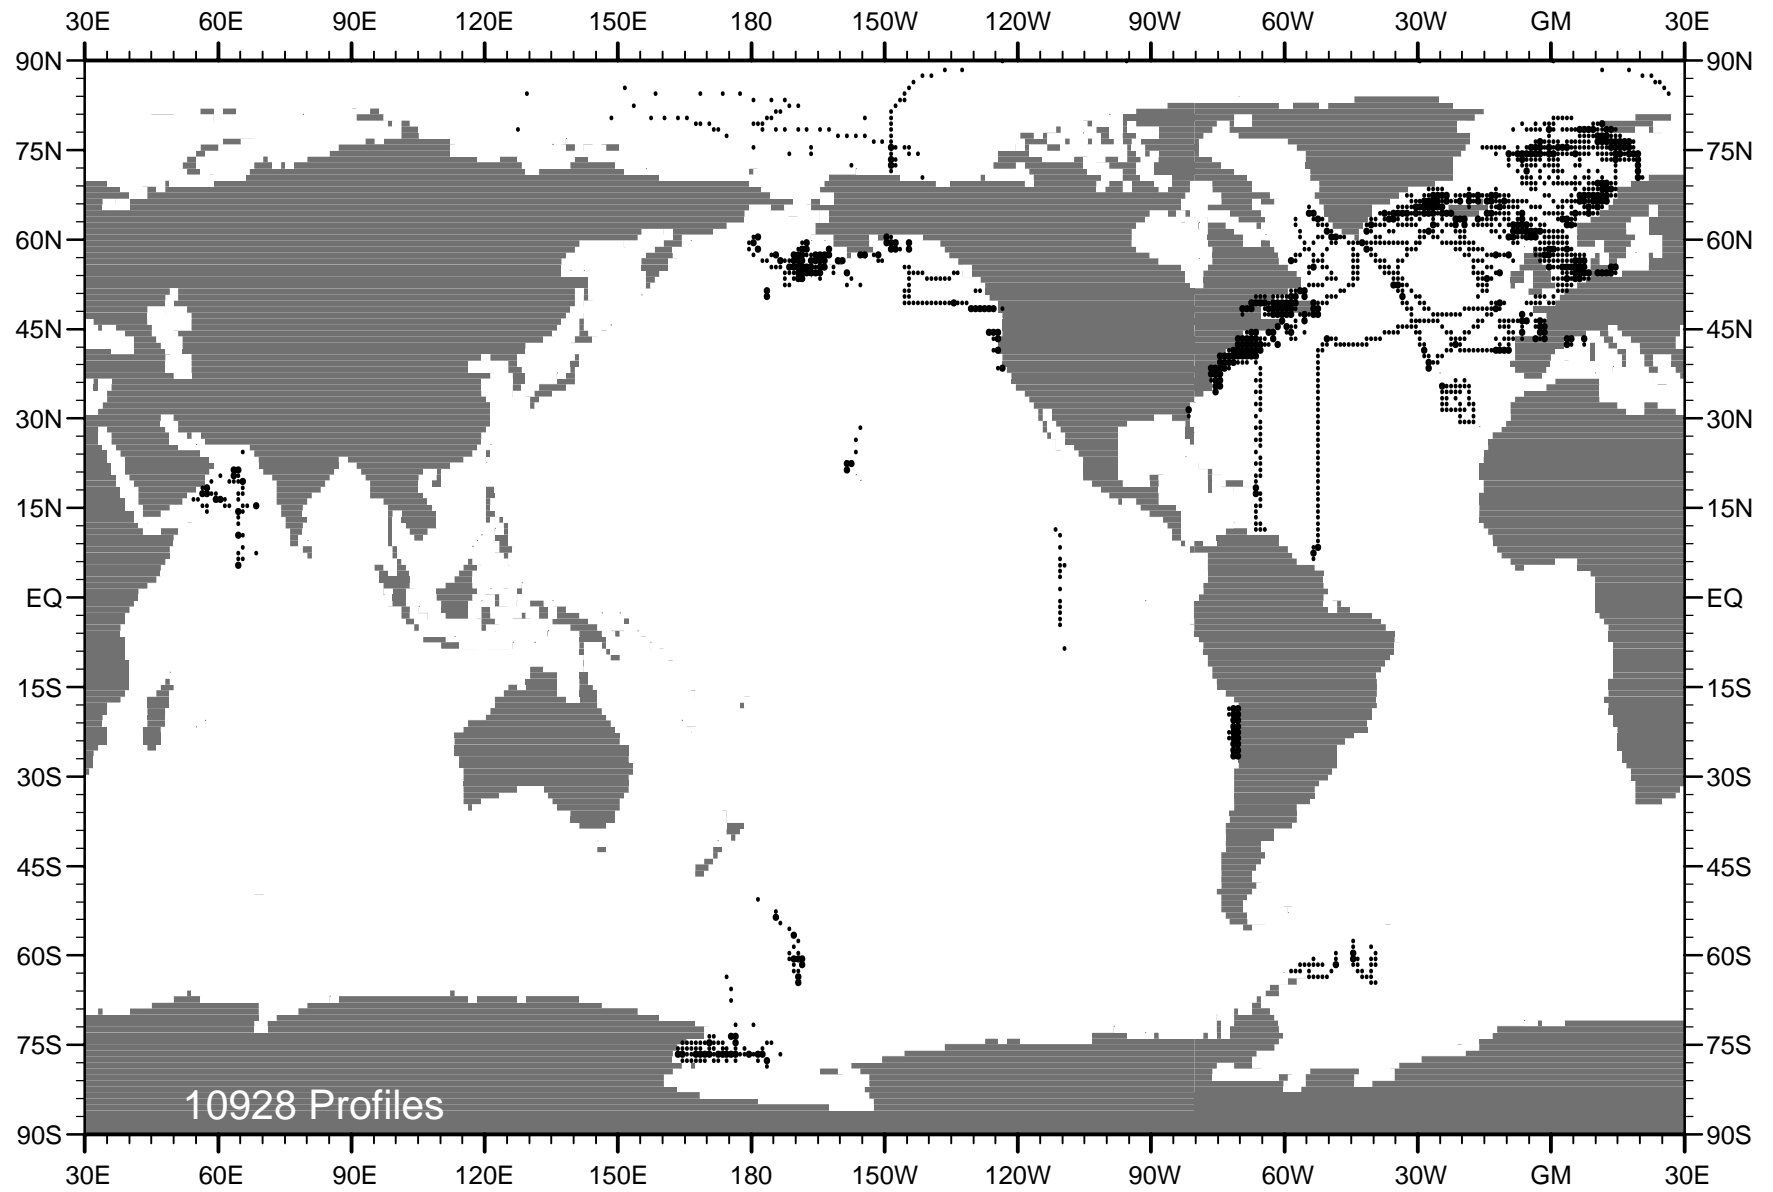 30E 60E 90E 120E 150E 180 150W 120W 90W 60W 30W GM 30E
90N 90N
75N 75N
60N 60N
45N 45N
30N 30N
15N 15N
EQ EQ
15S 15S
30S 30S
45S 45S
60S 60S
75S 75S
10928 Profiles
90S 90S
30E 60E 90E 120E 150E 180 150W 120W 90W 60W 30W GM 30E